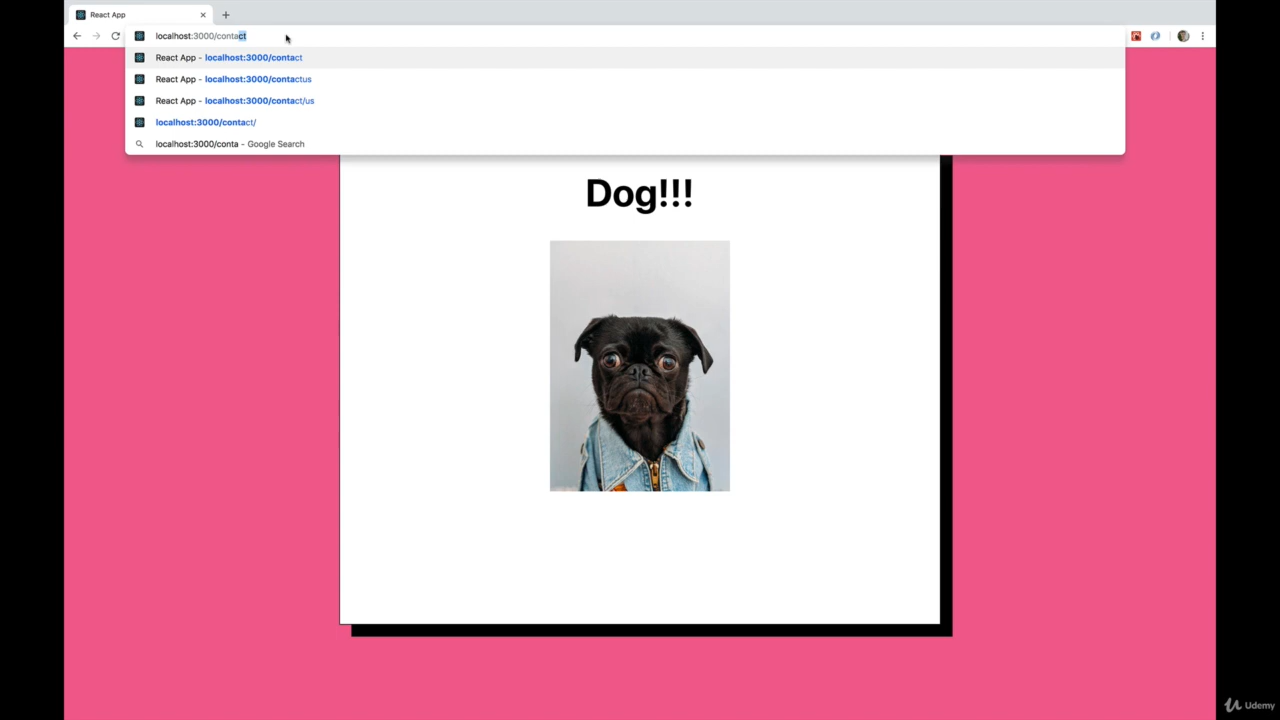 React App
localhost:3000/contact
React App - localhost:3000/contact
React App - localhost:3000/contactus
React App - localhost:3000/contact/us
localhost:3000/contact/
localhost:3000/conta - Google Search
Dog!!!
Udemy